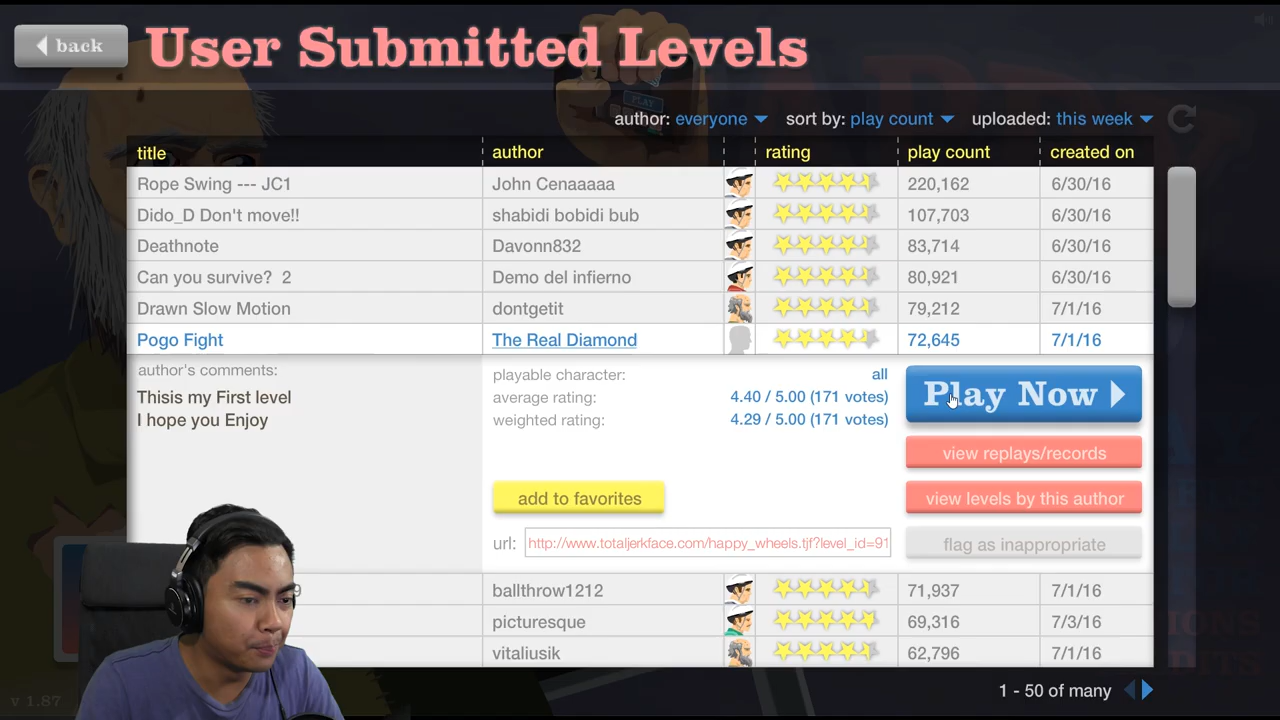 back
User Submitted Levels
author: everyone sort by: play count uploaded: this week
title author rating play count created on
Rope Swing --- JC1 John Cenaaaaa 220,162 6/30/16
Dido_D Don't move!! shabidi bobidi bub 107,703 6/30/16
Deathnote Davonn832 83,714 6/30/16
Can you survive? 2 Demo del infierno 80,921 6/30/16
Drawn Slow Motion dontgetit 79,212 7/1/16
Pogo Fight The Real Diamond 72,645 7/1/16
author's comments:
Thisis my First level
I hope you Enjoy
playable character: all
average rating: 4.40 / 5.00 (171 votes)
weighted rating: 4.29 / 5.00 (171 votes)
Play Now
view replays/records
add to favorites
view levels by this author
url: http://www.totaljerkface.com/happy_wheels.tjf?level_id=91
flag as inappropriate
9 ballthrow1212 71,937 7/1/16
picturesque 69,316 7/3/16
vitaliusik 62,796 7/1/16
1 - 50 of many
v 1.87